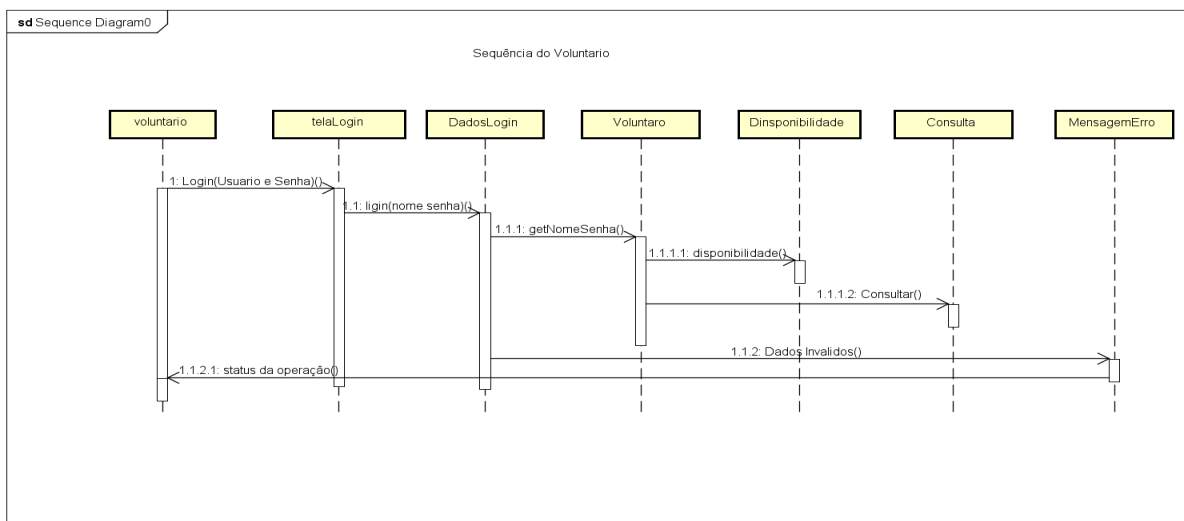 sd Sequence Diagram0
Sequência do Voluntario
voluntario
telaLogin
DadosLogin
Voluntaro
Dinsponibilidade
Consulta
MensagemErro
1: Login(Usuario e Senha)()
1.1: ligin(nome senha)()
1.1.1: getNomeSenha()
1.1.1.1: disponibilidade()
1.1.1.2: Consultar()
1.1.2: Dados Invalidos()
1.1.2.1: status da operação()